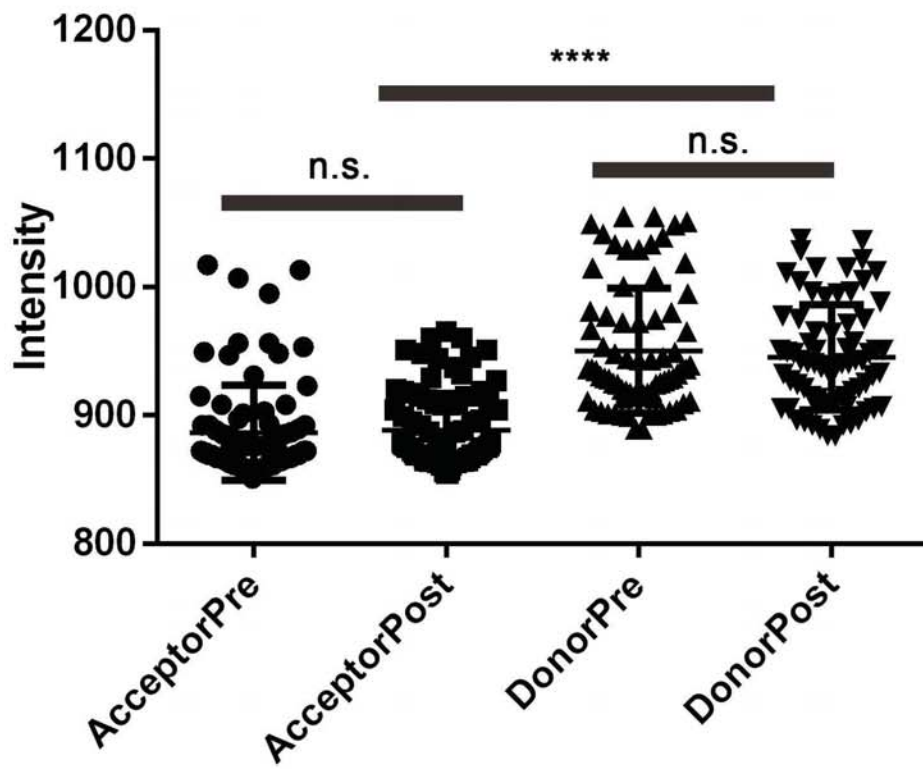 1200
****
1100
n.s.
n.s.
Intensity
1000
900
800
AcceptorPre
AcceptorPost
DonorPre
DonorPost